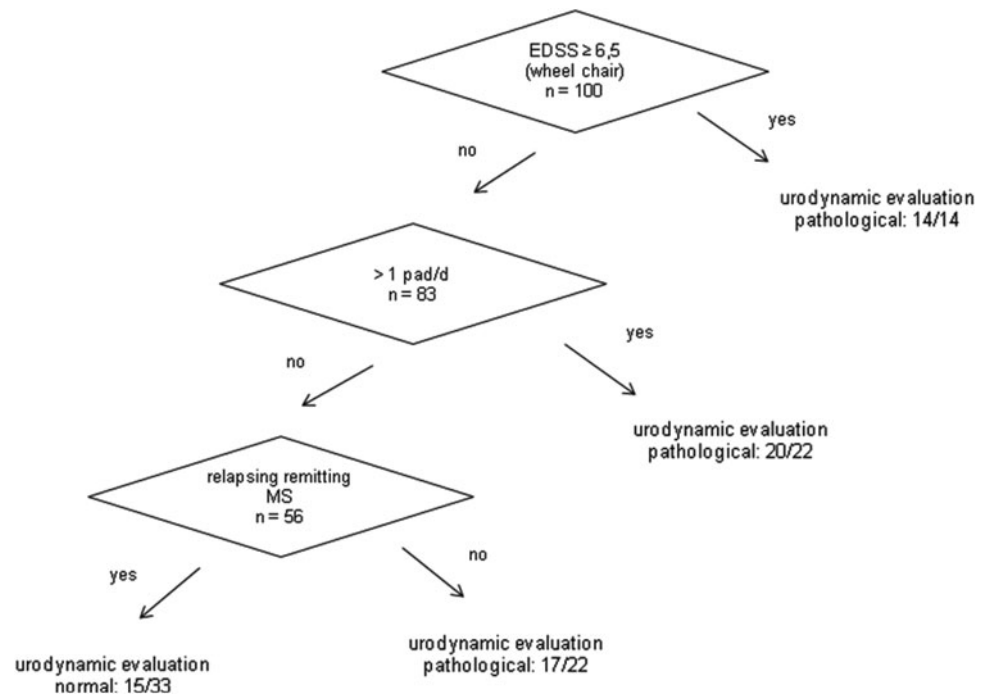 EDSS ≥ 6,5
(wheel chair)
n = 100
yes
no
urodynamic evaluation
pathological: 14/14
> 1 pad/d
n = 83
yes
no
urodynamic evaluation
pathological: 20/22
relapsing remitting
MS
n = 56
no
yes
urodynamic evaluation
pathological: 17/22
urodynamic evaluation
normal: 15/33